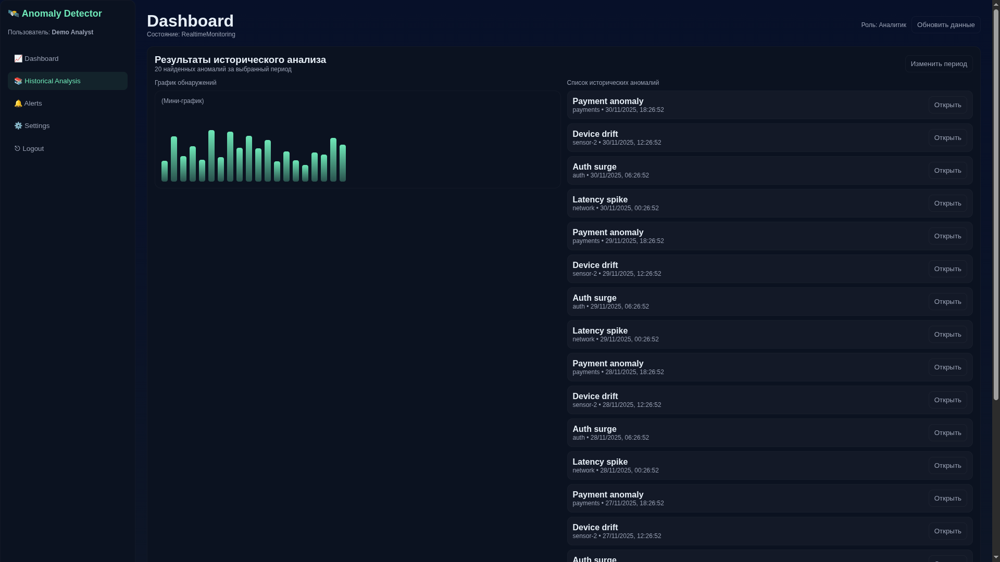 Anomaly Detector
Пользователь: Demo Analyst
Dashboard
Historical Analysis
Alerts
Settings
Logout
Dashboard
Состояние: RealtimeMonitoring
Роль: Аналитик
Обновить данные
Результаты исторического анализа
20 найденных аномалий за выбранный период
Изменить период
График обнаружений
(Мини-график)
Список исторических аномалий
Payment anomaly
payments • 30/11/2025, 18:26:52
Открыть
Device drift
sensor-2 • 30/11/2025, 12:26:52
Открыть
Auth surge
auth • 30/11/2025, 06:26:52
Открыть
Latency spike
network • 30/11/2025, 00:26:52
Открыть
Payment anomaly
payments • 29/11/2025, 18:26:52
Открыть
Device drift
sensor-2 • 29/11/2025, 12:26:52
Открыть
Auth surge
auth • 29/11/2025, 06:26:52
Открыть
Latency spike
network • 29/11/2025, 00:26:52
Открыть
Payment anomaly
payments • 28/11/2025, 18:26:52
Открыть
Device drift
sensor-2 • 28/11/2025, 12:26:52
Открыть
Auth surge
auth • 28/11/2025, 06:26:52
Открыть
Latency spike
network • 28/11/2025, 00:26:52
Открыть
Payment anomaly
payments • 27/11/2025, 18:26:52
Открыть
Device drift
sensor-2 • 27/11/2025, 12:26:52
Открыть
Auth surge